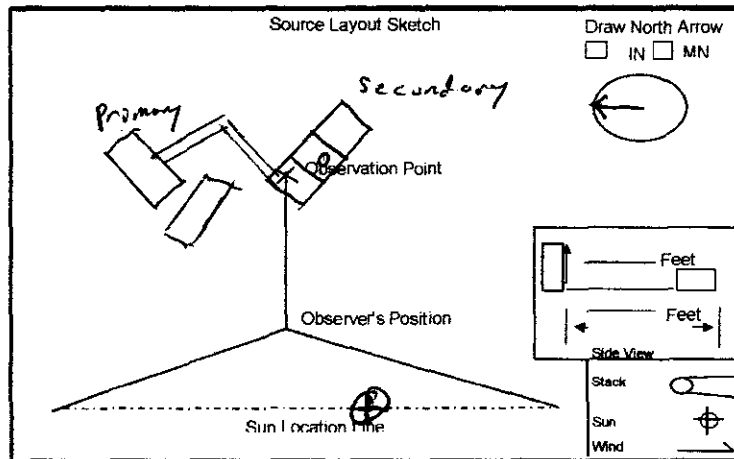 Source Layout Sketch
Draw North Arrow
IN MN
Secondary
Primary
Observation Point
Feet
Observer's Position
Feet
Side View
Stack
Sun
Wind
Sun Location Line